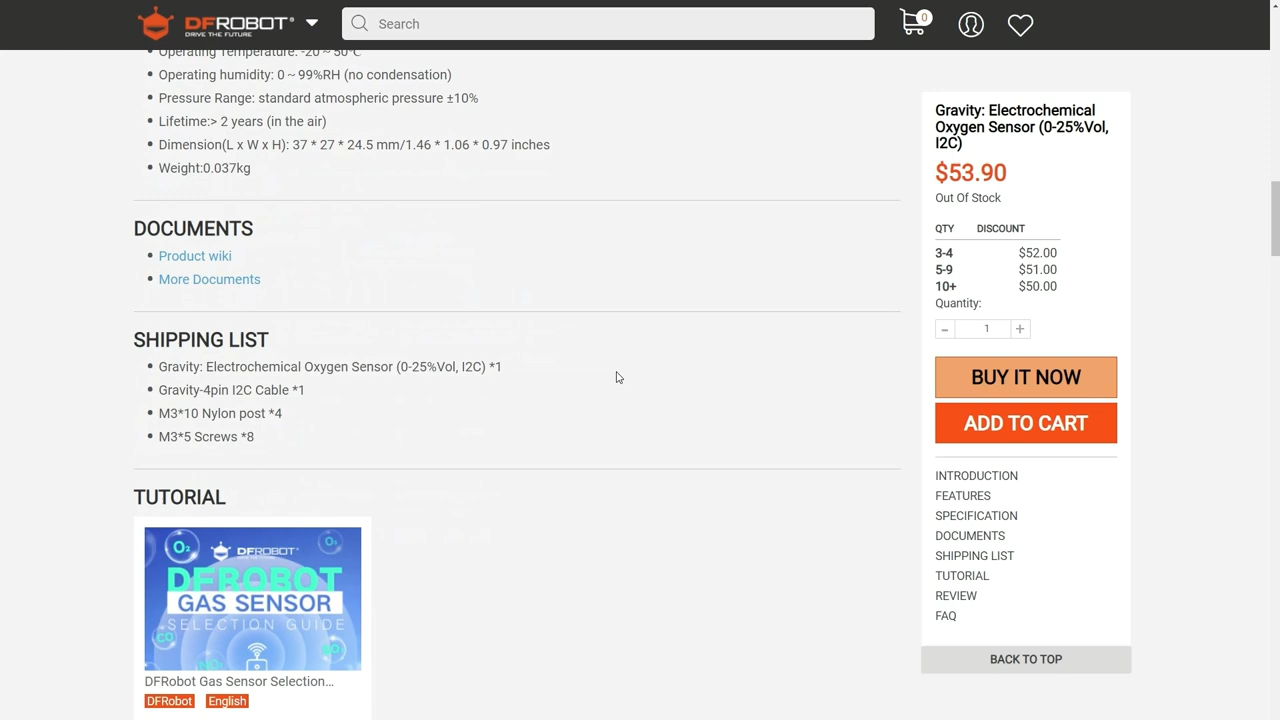 DFROBOT
DRIVE THE FUTURE
Search
0
Operating Temperature: -20～50℃
Operating humidity: 0～99%RH (no condensation)
Pressure Range: standard atmospheric pressure ±10%
Lifetime:> 2 years (in the air)
Dimension(L x W x H): 37 * 27 * 24.5 mm/1.46 * 1.06 * 0.97 inches
Weight:0.037kg
DOCUMENTS
Product wiki
More Documents
SHIPPING LIST
Gravity: Electrochemical Oxygen Sensor (0-25%Vol, I2C) *1
Gravity-4pin I2C Cable *1
M3*10 Nylon post *4
M3*5 Screws *8
TUTORIAL
O₂
DFROBOT
O₂
DFROBOT
GAS SENSOR
SELECTION GUIDE
CO
DFRobot Gas Sensor Selection...
DFRobot English
Gravity: Electrochemical
Oxygen Sensor (0-25%Vol,
I2C)
$53.90
Out Of Stock
QTY DISCOUNT
3-4 $52.00
5-9 $51.00
10+ $50.00
Quantity:
- 1 +
BUY IT NOW
ADD TO CART
INTRODUCTION
FEATURES
SPECIFICATION
DOCUMENTS
SHIPPING LIST
TUTORIAL
REVIEW
FAQ
BACK TO TOP